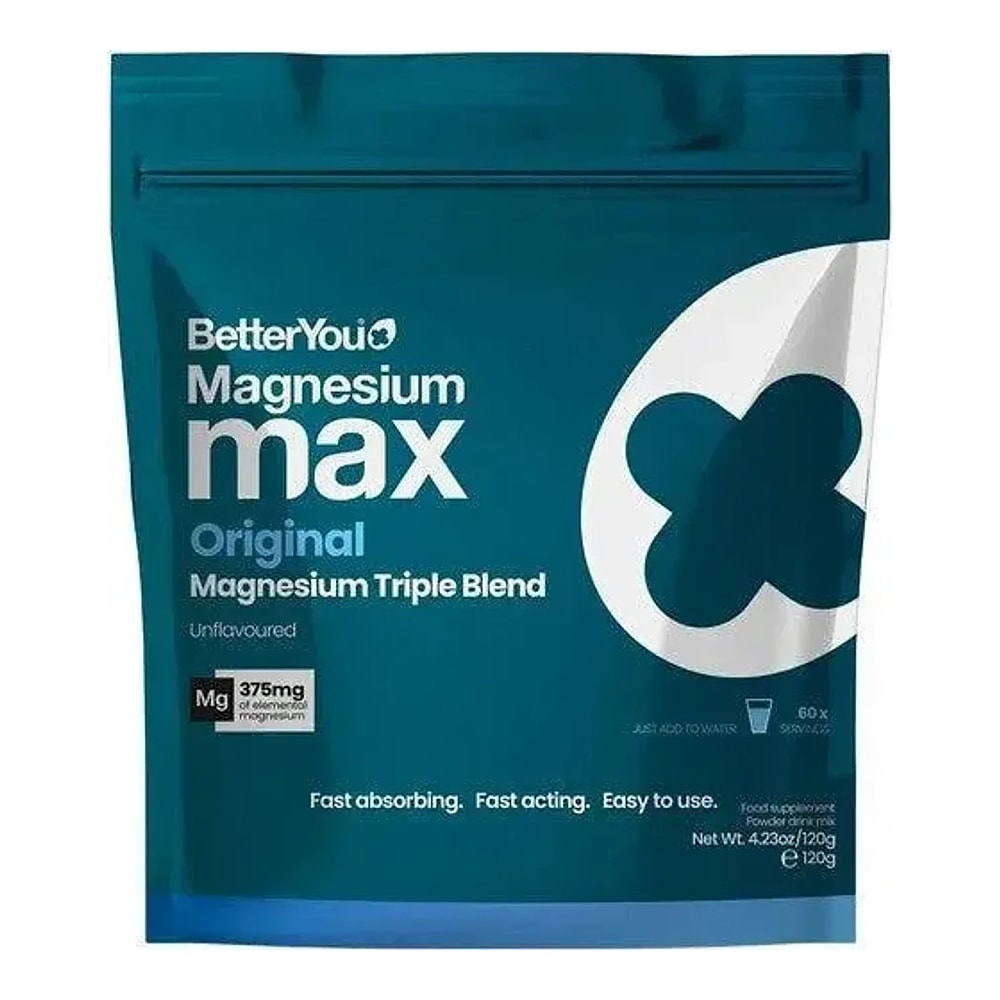 BetterYou
Magnesium
max
Original
Magnesium Triple Blend
Unflavoured
Mg
375mg
of elemental
magnesium
JUST ADD TO WATER
60 x
SERVINGS
Fast absorbing. Fast acting. Easy to use.
Food supplement
Powder drink mix
Net Wt. 4.23oz/120g
℮ 120g